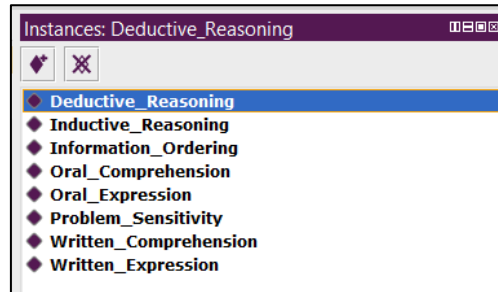 Instances: Deductive_Reasoning
Deductive_Reasoning
Inductive_Reasoning
Information_Ordering
Oral_Comprehension
Oral_Expression
Problem_Sensitivity
Written_Comprehension
Written_Expression